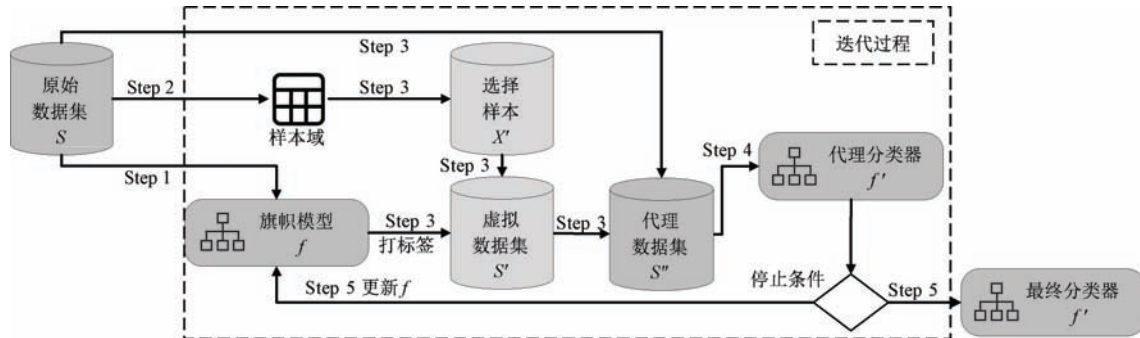 Step 3
迭代过程
原始
数据集
S
Step 2
样本域
Step 3
选择
样本
X′
Step 1
Step 3
Step 4
代理分类器
f′
旗帜模型
f
Step 3
打标签
虚拟
数据集
S′
Step 3
代理
数据集
S″
停止条件
Step 5 更新f
Step 5
最终分类器
f′